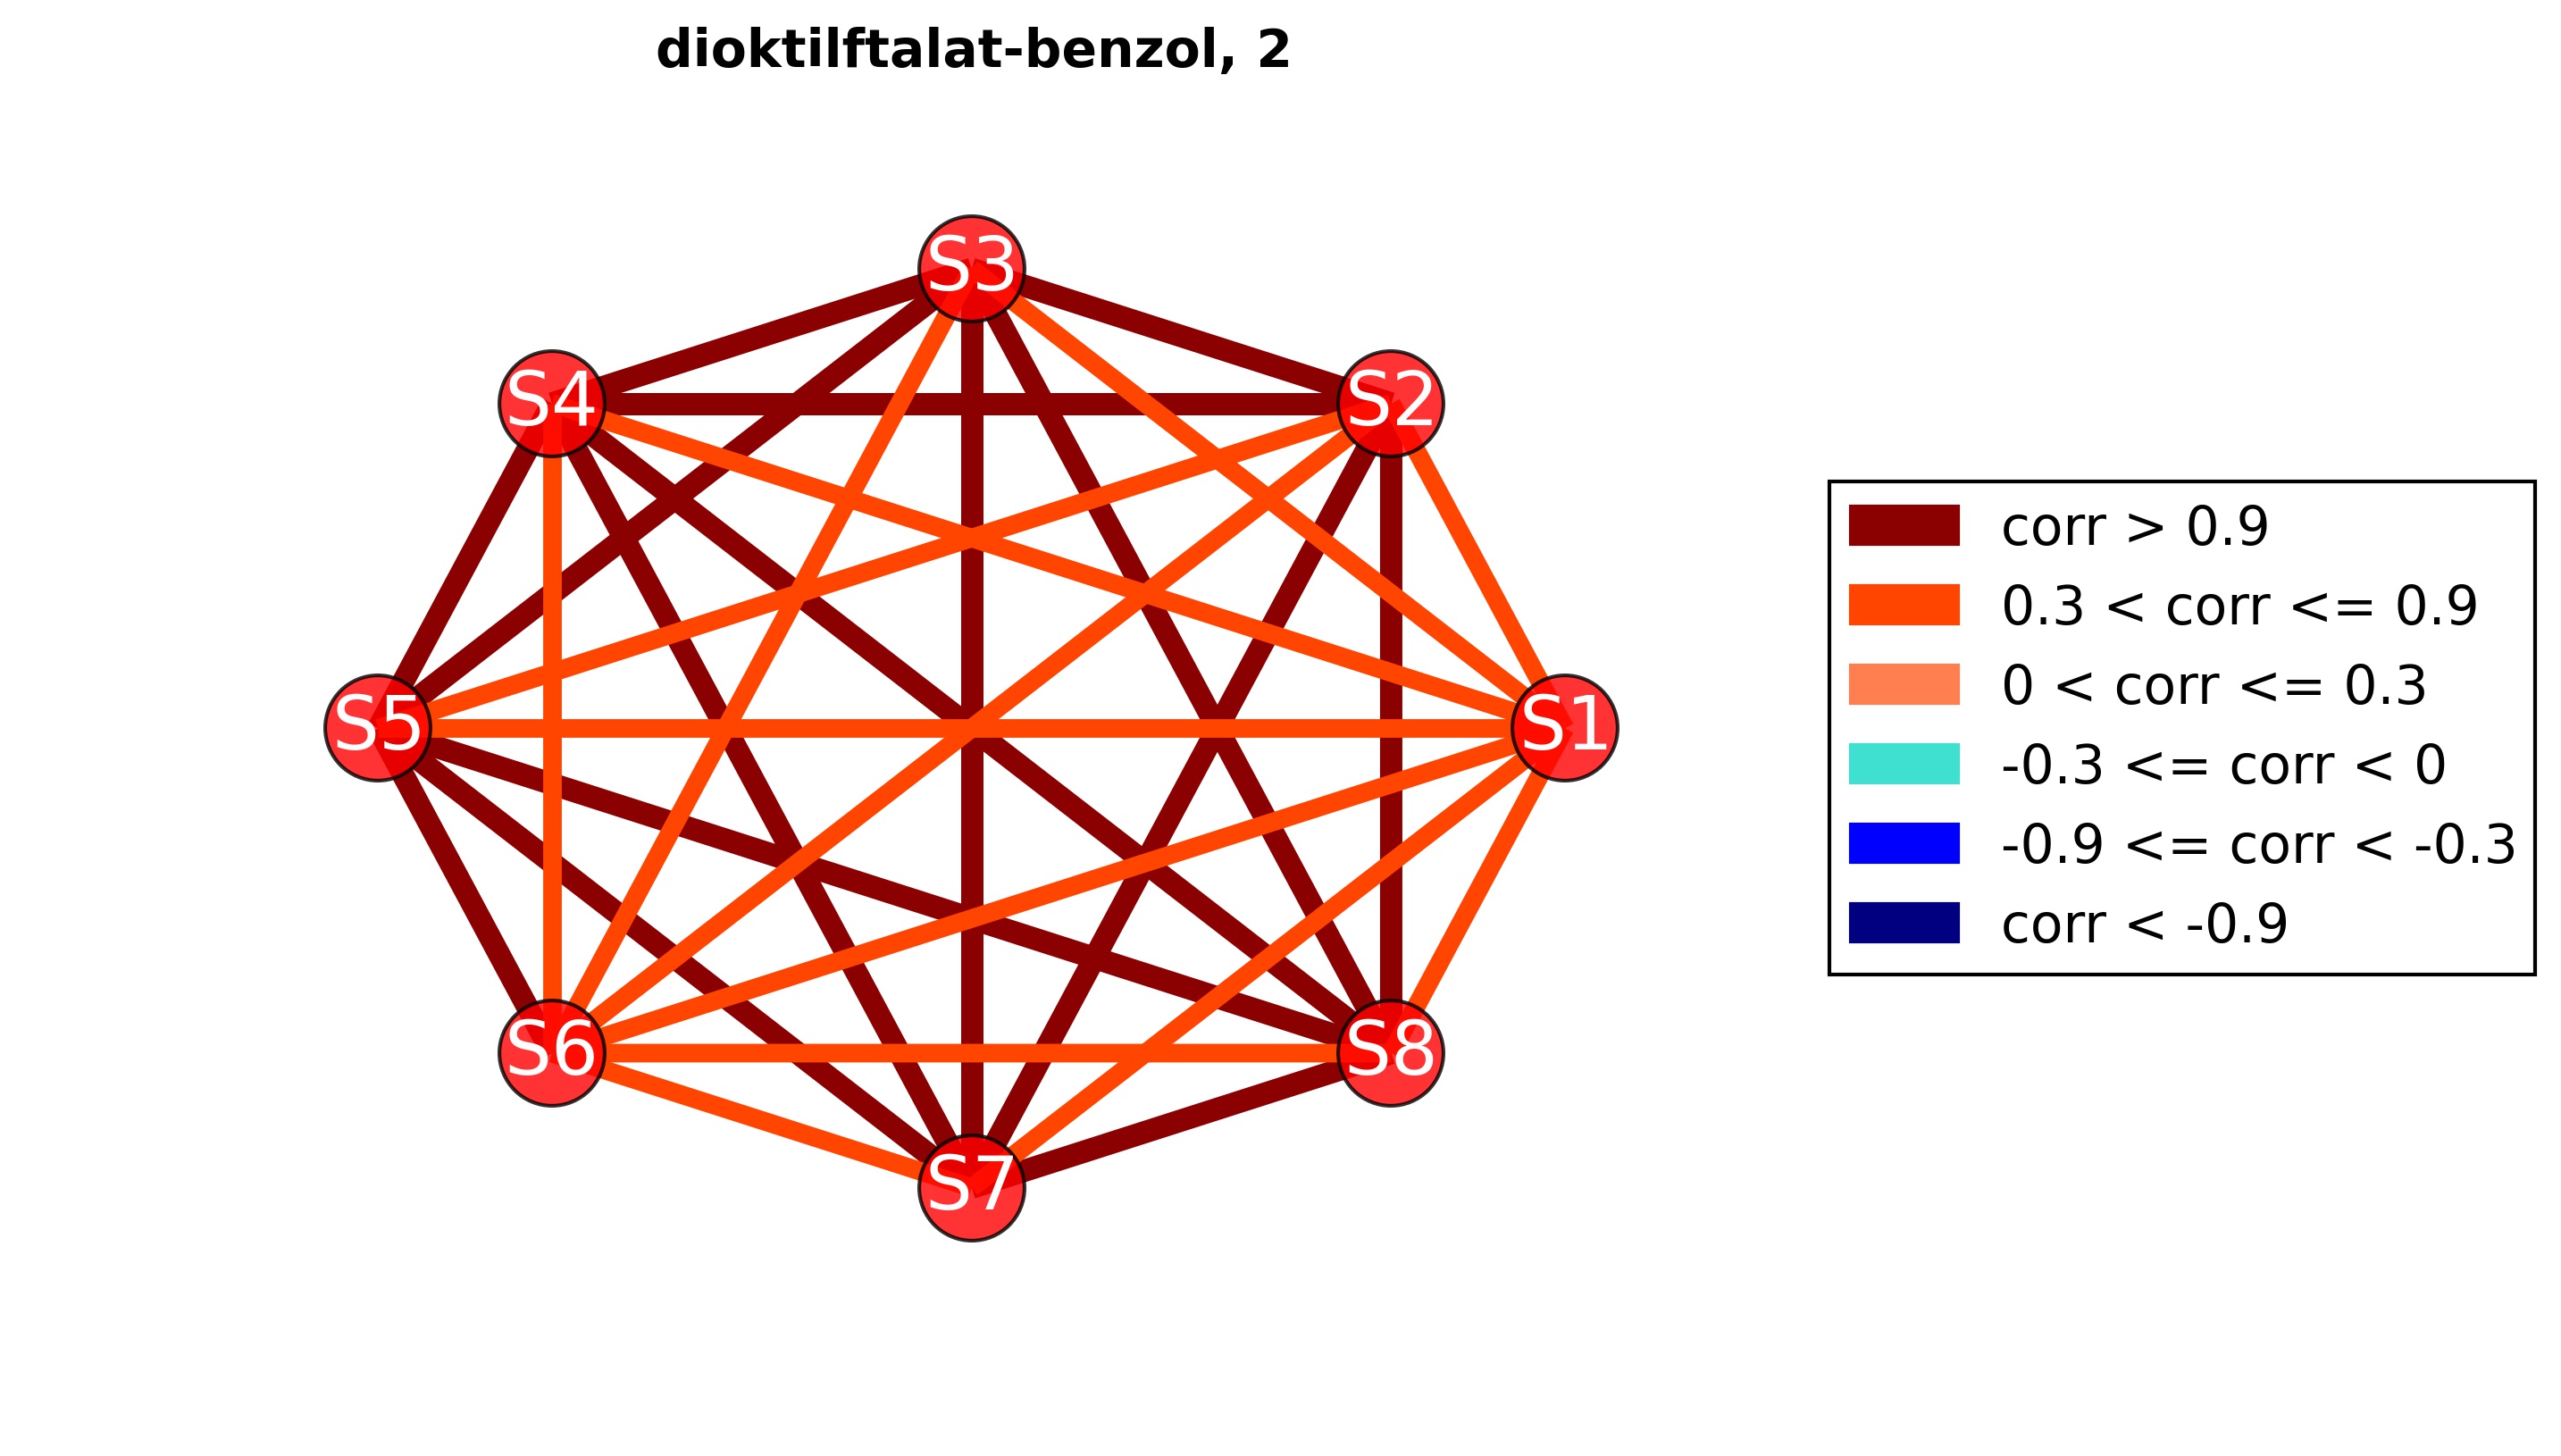 dioktilftalat-benzol, 2
S3
S4
S2
S5
S1
S6
S8
S7
corr > 0.9
0.3 < corr <= 0.9
0 < corr <= 0.3
-0.3 <= corr < 0
-0.9 <= corr < -0.3
corr < -0.9